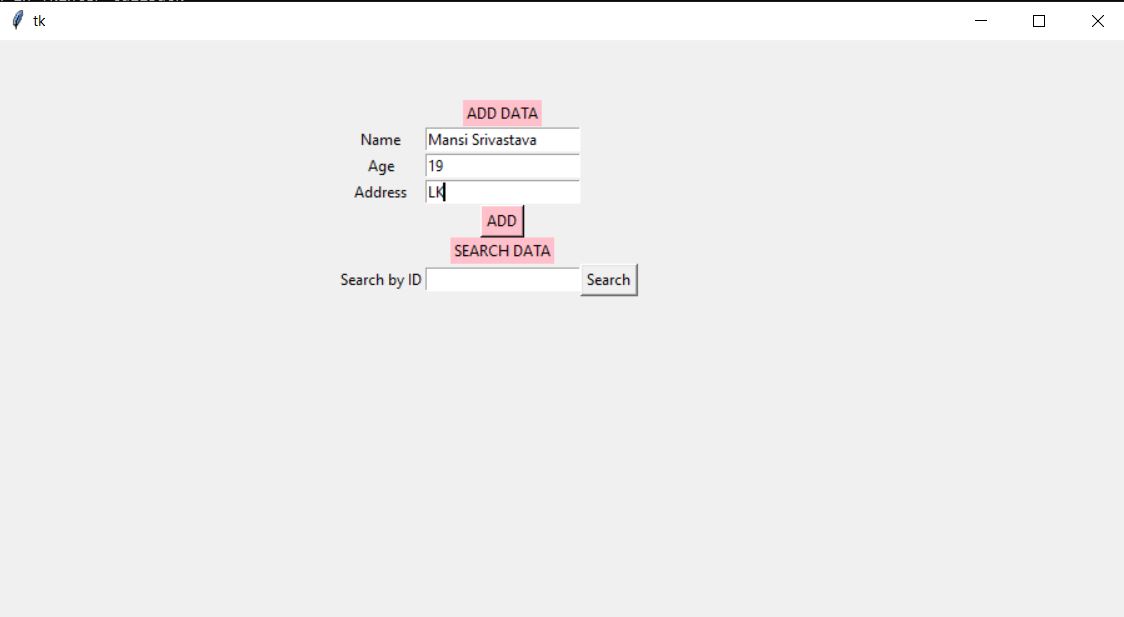 tk
ADD DATA
Name Mansi Srivastava
Age 19
Address LK
ADD
SEARCH DATA
Search by ID Search